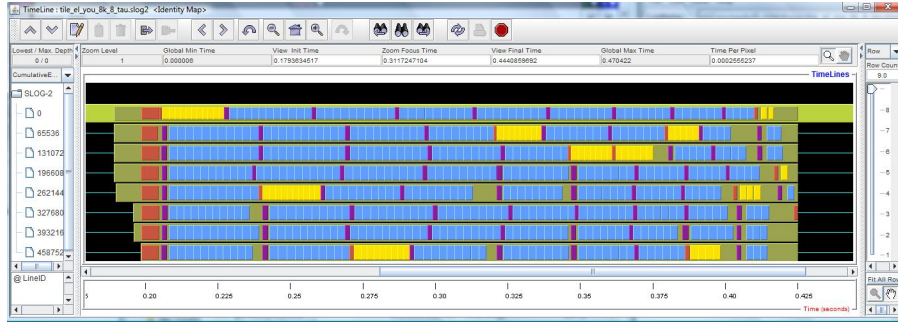 TimeLine : tile_el_you_8k_8_tau.slog2 <Identity Map>
Lowest / Max. Depth
0 / 0
Zoom Level
1
Global Min Time
0.000006
View Init Time
0.1793634517
Zoom Focus Time
0.3117247104
View Final Time
0.4440859692
Global Max Time
0.470422
Time Per Pixel
0.0002555237
Row
Row Count
9.0
CumulativeE...
TimeLines
SLOG-2
0
65536
131072
196608
262144
327680
393216
458752
8
7
6
5
4
3
2
1
@ LineID
Fit All Row
0.20
0.225
0.25
0.275
0.30
0.325
0.35
0.375
0.40
0.425
Time (seconds)